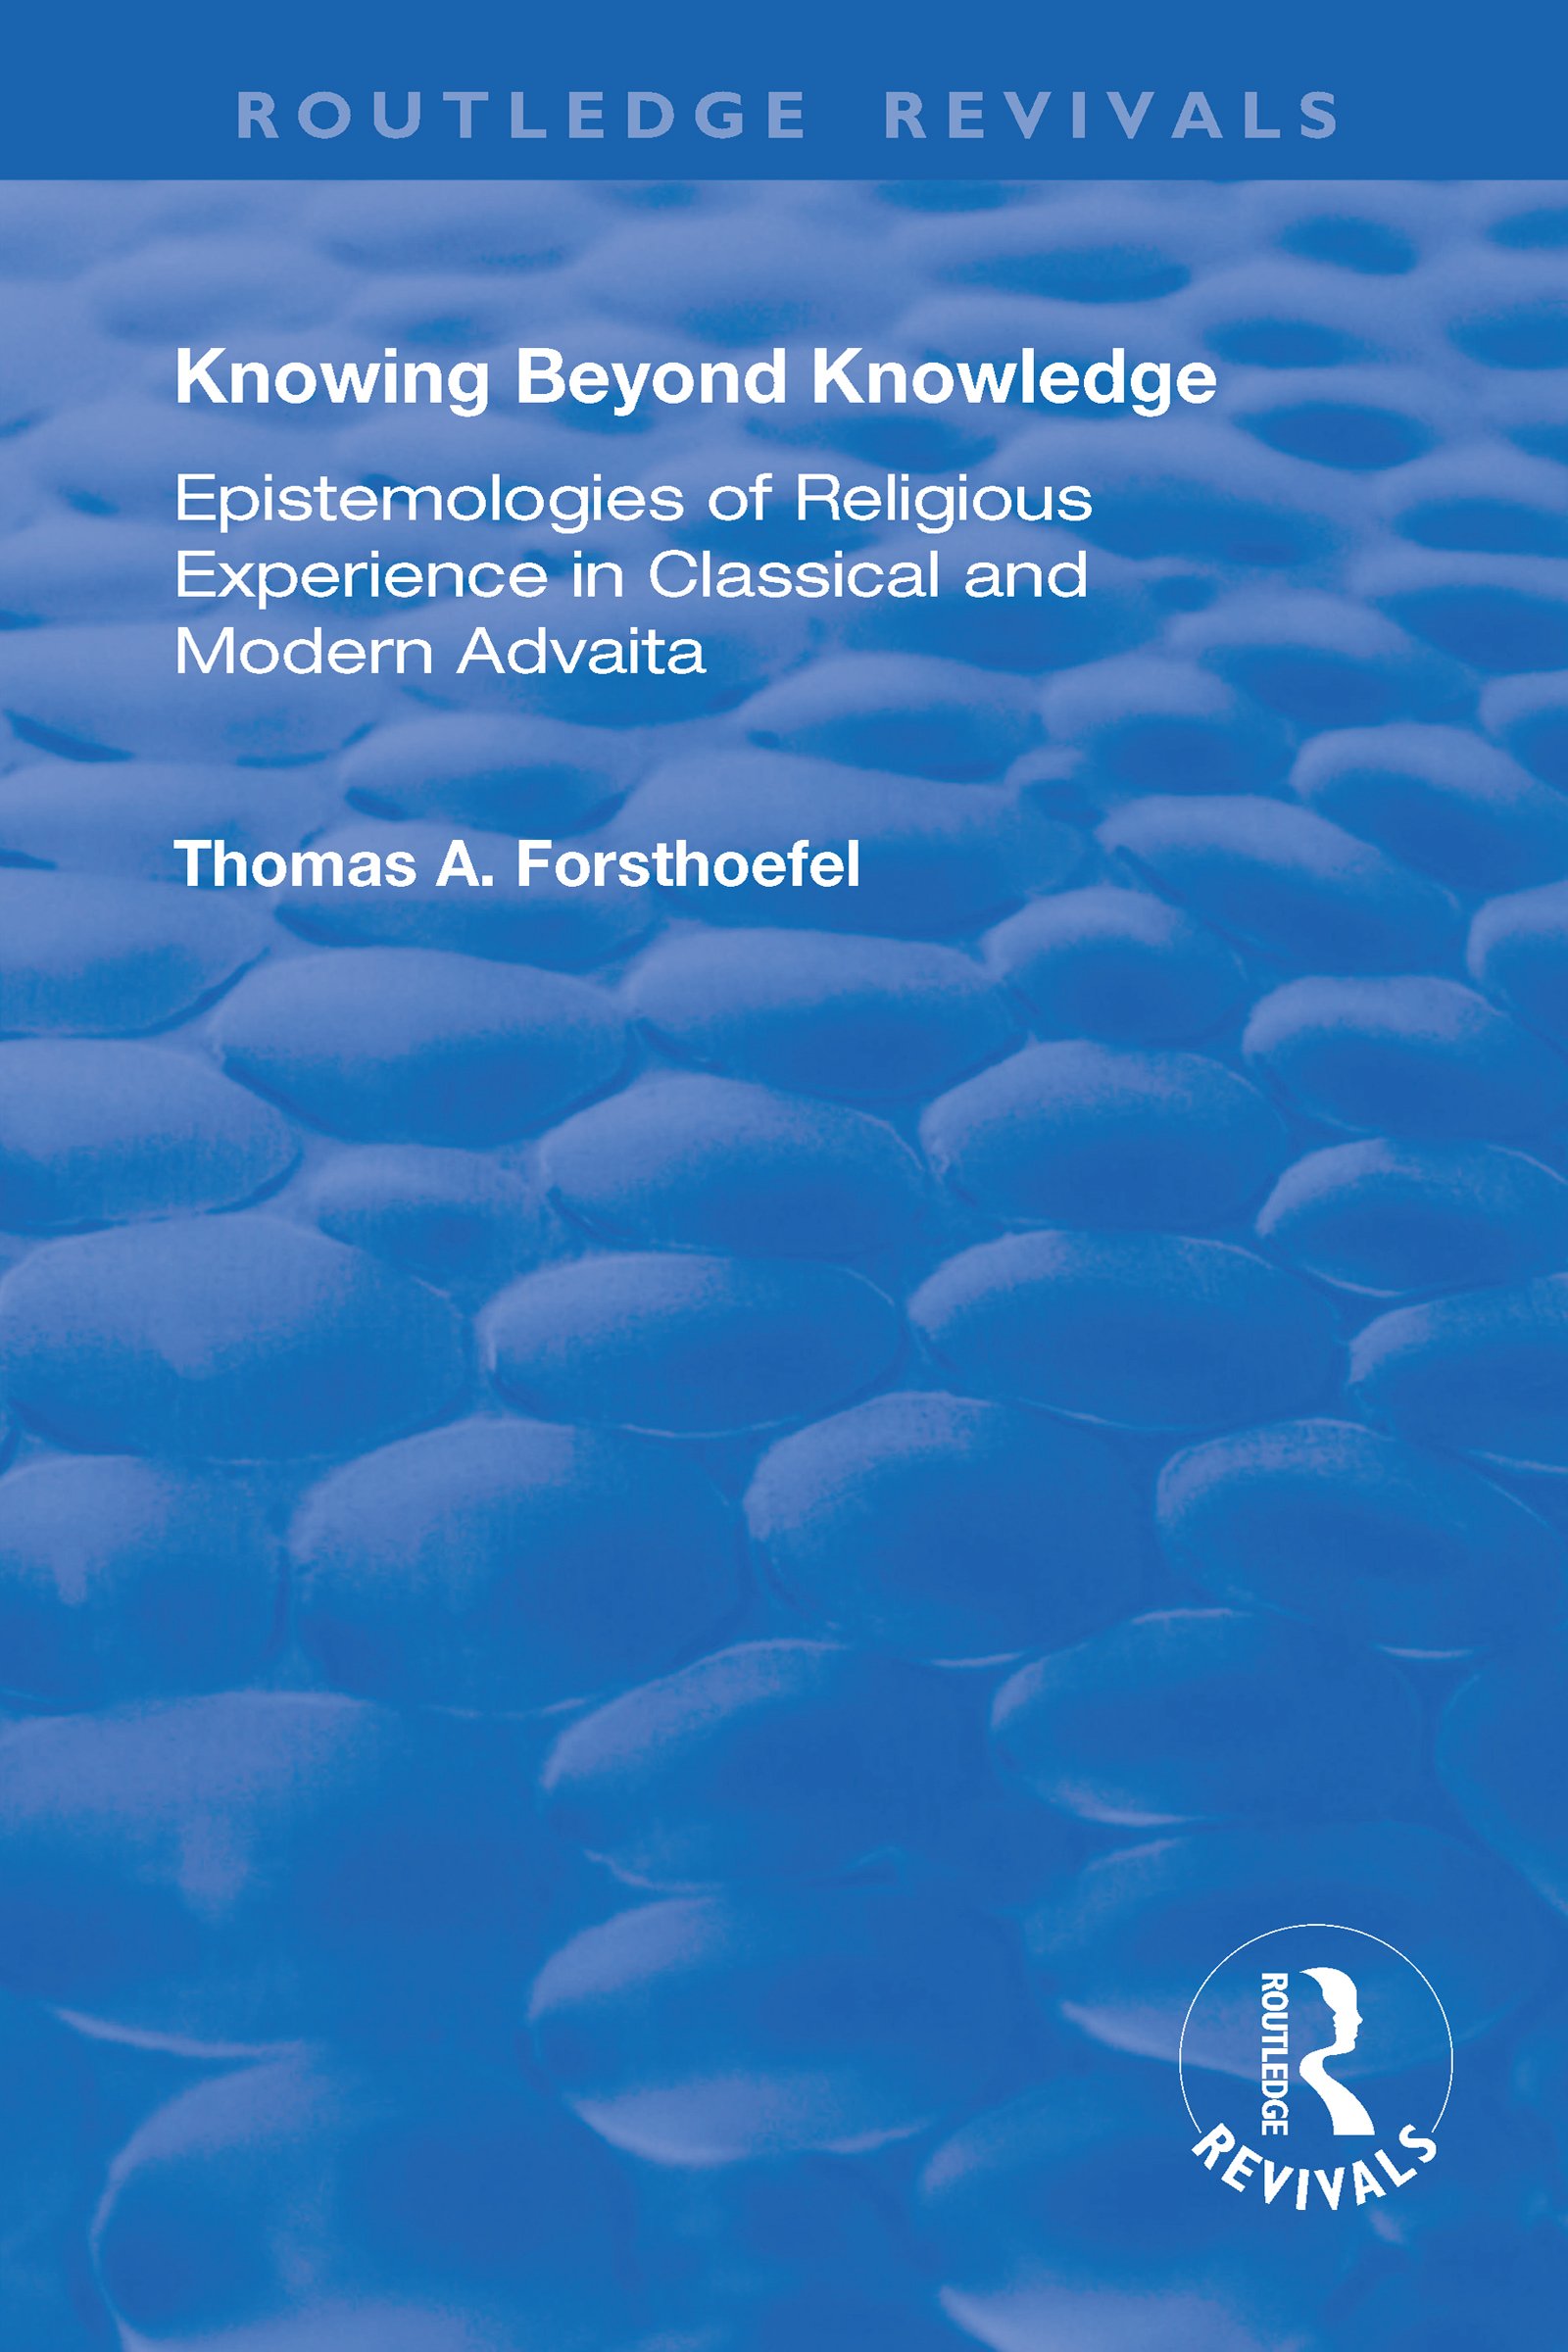 ROUTLEDGE REVIVALS
Knowing Beyond Knowledge
Epistemologies of Religious
Experience in Classical and
Modern Advaita
Thomas A. Forsthoefel
ROUTLEDGE
REVIVALS